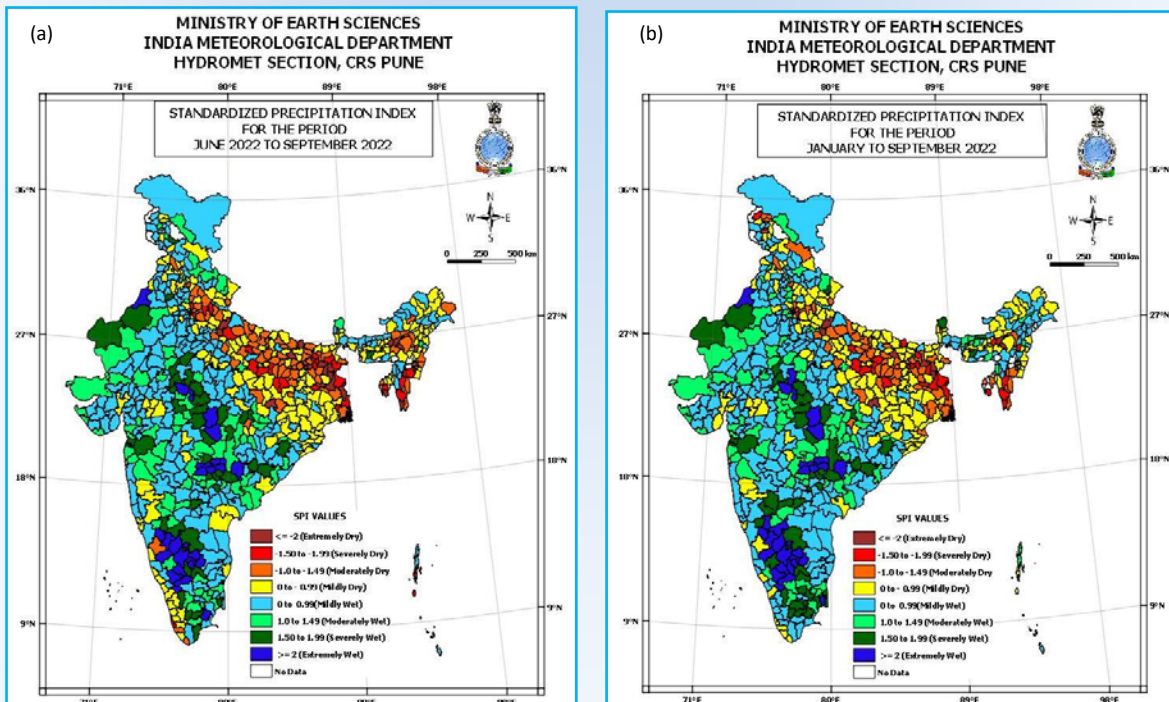 (a)
MINISTRY OF EARTH SCIENCES
INDIA METEOROLOGICAL DEPARTMENT
HYDROMET SECTION, CRS PUNE
71°E 80°E 89°E 98°E
STANDARDIZED PRECIPITATION INDEX
FOR THE PERIOD
JUNE 2022 TO SEPTEMBER 2022
36°N 36°N
N
W E
S
0 250 500 km
27°N 27°N
18°N 18°N
9°N 9°N
SPI VALUES
<= -2 (Extremely Dry)
-1.50 to -1.99 (Severely Dry)
-1.0 to -1.49 (Moderately Dry
0 to - 0.99 (Mildly Dry)
0 to 0.99(Mildly Wet)
1.0 to 1.49 (Moderately Wet)
1.50 to 1.99 (Severely Wet)
>= 2 (Extremely Wet)
No Data
71°E 80°E 89°E 98°E
(b)
MINISTRY OF EARTH SCIENCES
INDIA METEOROLOGICAL DEPARTMENT
HYDROMET SECTION, CRS PUNE
71°E 80°E 89°E 98°E
STANDARDIZED PRECIPITATION INDEX
FOR THE PERIOD
JANUARY TO SEPTEMBER 2022
36°N 36°N
N
W E
S
0 250 500 km
27°N 27°N
18°N 18°N
9°N 9°N
SPI VALUES
<= -2 (Extremely Dry)
-1.50 to -1.99 (Severely Dry)
-1.0 to -1.49 (Moderately Dry
0 to - 0.99 (Mildly Dry)
0 to 0.99(Mildly Wet)
1.0 to 1.49 (Moderately Wet)
1.50 to 1.99 (Severely Wet)
>= 2 (Extremely Wet)
No Data
71°E 80°E 89°E 98°E